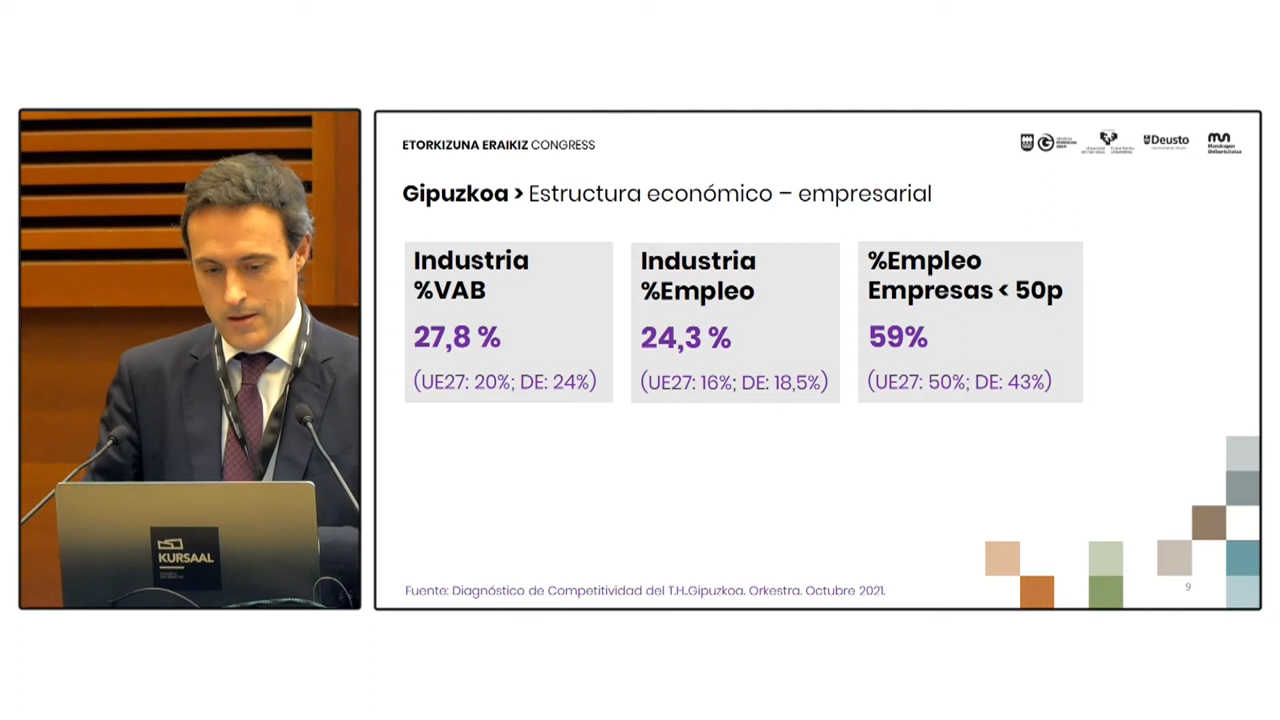 ETORKIZUNA ERAIKIZ CONGRESS
Deusto
Mondragon
Unibertsitatea
Gipuzkoa > Estructura económico – empresarial
Industria
%VAB
27,8 %
(UE27: 20%; DE: 24%)
Industria
%Empleo
24,3 %
(UE27: 16%; DE: 18,5%)
%Empleo
Empresas < 50p
59%
(UE27: 50%; DE: 43%)
KURSAAL
Fuente: Diagnóstico de Competitividad del T.H.Gipuzkoa. Orkestra. Octubre 2021.
9